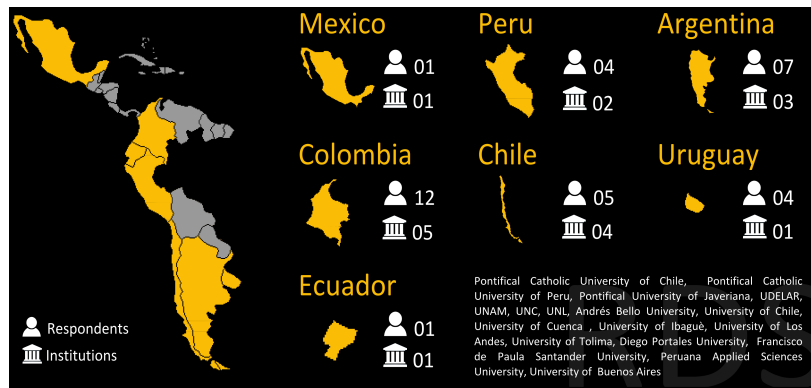 Mexico
01
01
Peru
04
02
Argentina
07
03
Colombia
12
05
Chile
05
04
Uruguay
04
01
Ecuador
01
01
Respondents
Institutions
Pontifical Catholic University of Chile, Pontifical Catholic
University of Peru, Pontifical University of Javeriana, UDELAR,
UNAM, UNC, UNL, Andrés Bello University, University of Chile,
University of Cuenca , University of Ibaguè, University of Los
Andes, University of Tolima, Diego Portales University, Francisco
de Paula Santander University, Peruana Applied Sciences
University, University of Buenos Aires
RDS